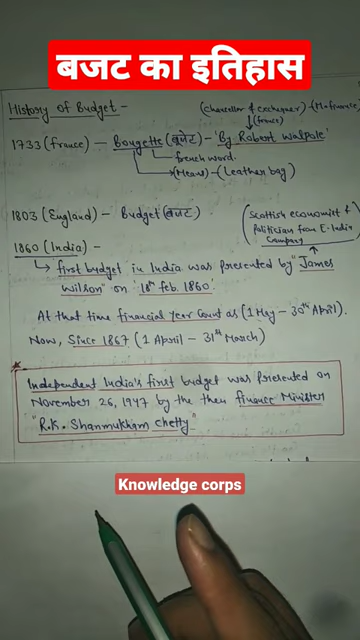 बजट का इतिहास
History of Budget -
(Chancellor of exchequer) - (M. of finance)
(France)
1733 (France) - Bougette (बूजेट) - 'By Robert Walpole'
french word.
(Means) - (Leather bag)
1803 (England) - Budget (बजट)
(Scottish economist &
Politician from E. India
Company)
1860 (India) -
first budget in India was presented by "James
Wilson" on '18th feb. 1860'
At that time financial year Count as (1 May - 30th April).
Now, Since 1867 (1 April - 31st March)
Independent India's first budget was Presented on
November 26, 1947 by the then finance Minister
"R.K. Shanmukham Chetty"
Knowledge corps